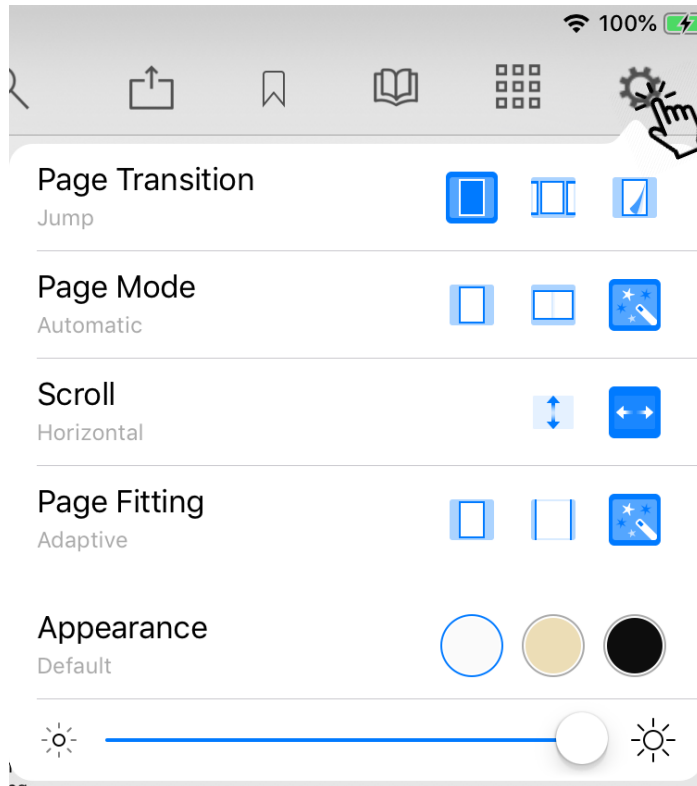 100%
Page Transition
Jump
Page Mode
Automatic
Scroll
Horizontal
Page Fitting
Adaptive
Appearance
Default